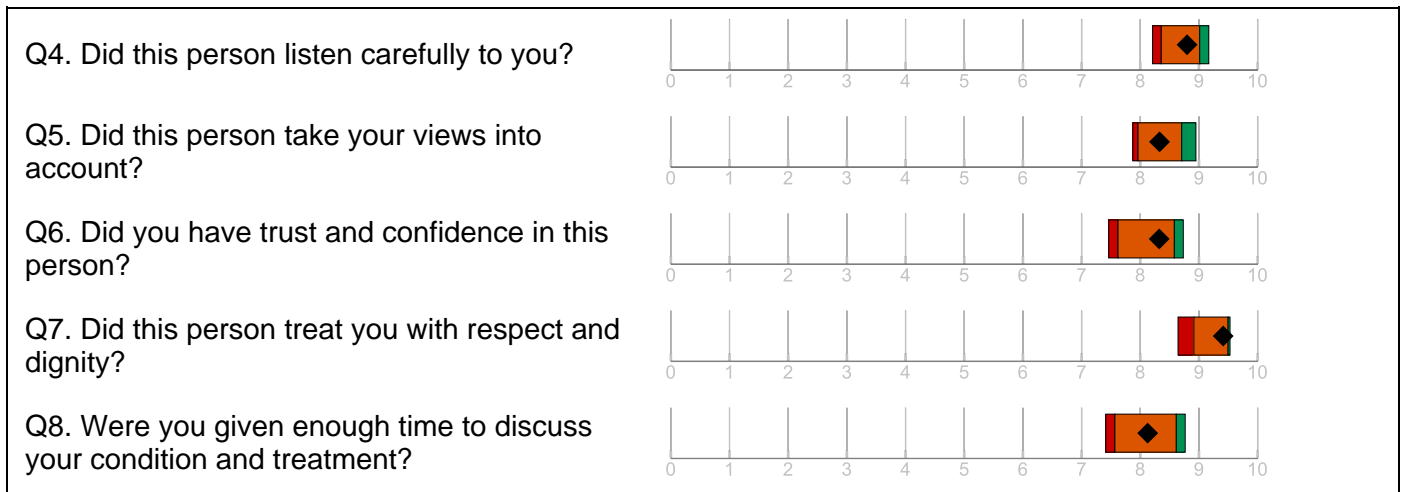 Q4. Did this person listen carefully to you?
0 1 2 3 4 5 6 7 8 9 10
Q5. Did this person take your views into
account?
0 1 2 3 4 5 6 7 8 9 10
Q6. Did you have trust and confidence in this
person?
0 1 2 3 4 5 6 7 8 9 10
Q7. Did this person treat you with respect and
dignity?
0 1 2 3 4 5 6 7 8 9 10
Q8. Were you given enough time to discuss
your condition and treatment?
0 1 2 3 4 5 6 7 8 9 10